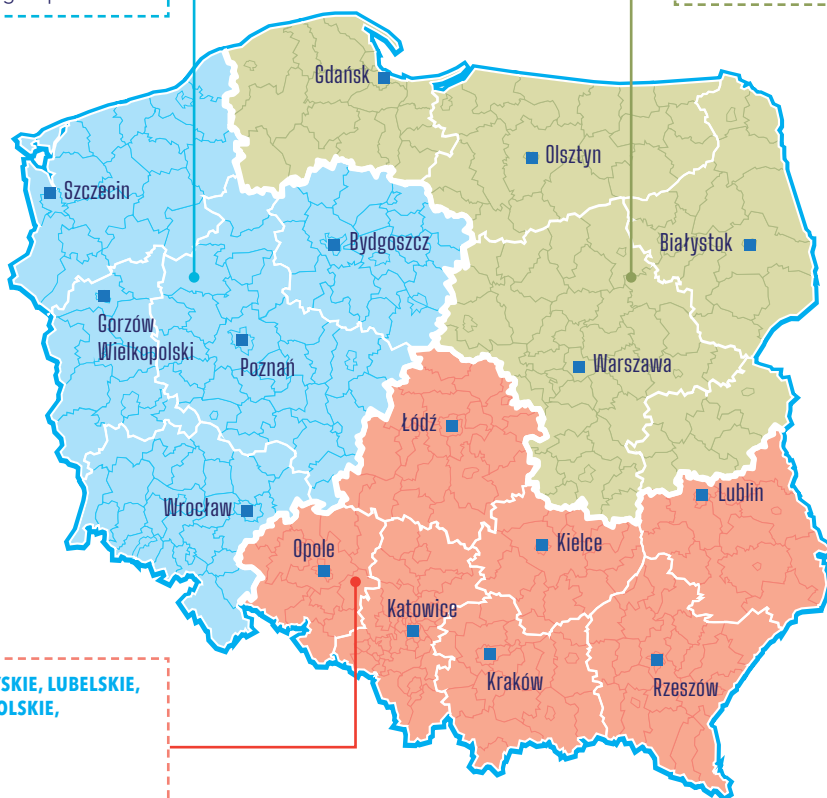 Gdańsk
Olsztyn
Szczecin
Białystok
Bydgoszcz
Gorzów
Wielkopolski
Poznań
Warszawa
Łódź
Lublin
Wrocław
Opole
Kielce
Katowice
Kraków
Rzeszów
SKIE, LUBELSKIE,
OLSKIE,